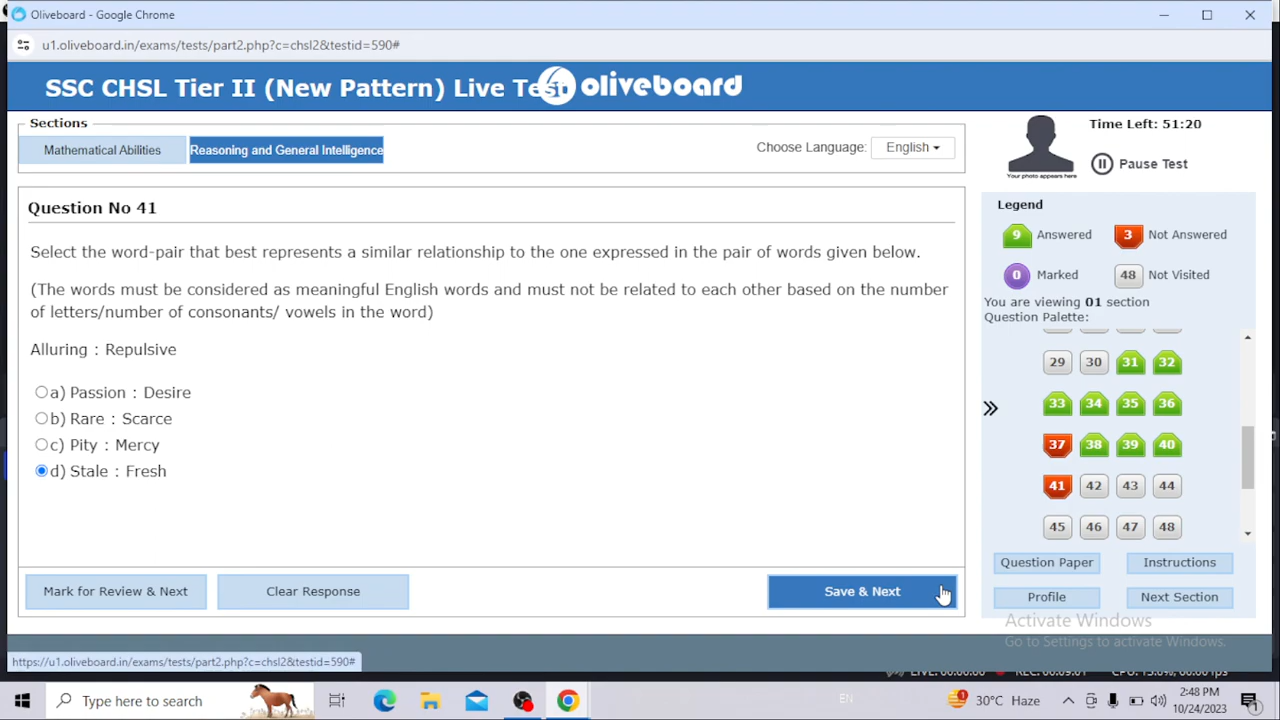 Oliveboard - Google Chrome
u1.oliveboard.in/exams/tests/part2.php?c=chsl2&testid=590#
SSC CHSL Tier II (New Pattern) Live Test
oliveboard
Sections
Mathematical Abilities
Reasoning and General Intelligence
Choose Language: English
Time Left: 51:20
Your photo appears here
Pause Test
Question No 41
Select the word-pair that best represents a similar relationship to the one expressed in the pair of words given below.
(The words must be considered as meaningful English words and must not be related to each other based on the number
of letters/number of consonants/ vowels in the word)
Alluring : Repulsive
a) Passion : Desire
b) Rare : Scarce
c) Pity : Mercy
d) Stale : Fresh
Legend
9 Answered 3 Not Answered
0 Marked 48 Not Visited
You are viewing 01 section
Question Palette:
29 30 31 32
33 34 35 36
37 38 39 40
41 42 43 44
45 46 47 48
Mark for Review & Next
Clear Response
Save & Next
Question Paper Instructions
Profile Next Section
Activate Windows
Go to Settings to activate Windows.
https://u1.oliveboard.in/exams/tests/part2.php?c=chsl2&testid=590#
Type here to search
EN
1
30°C Haze
2:48 PM
10/24/2023
1